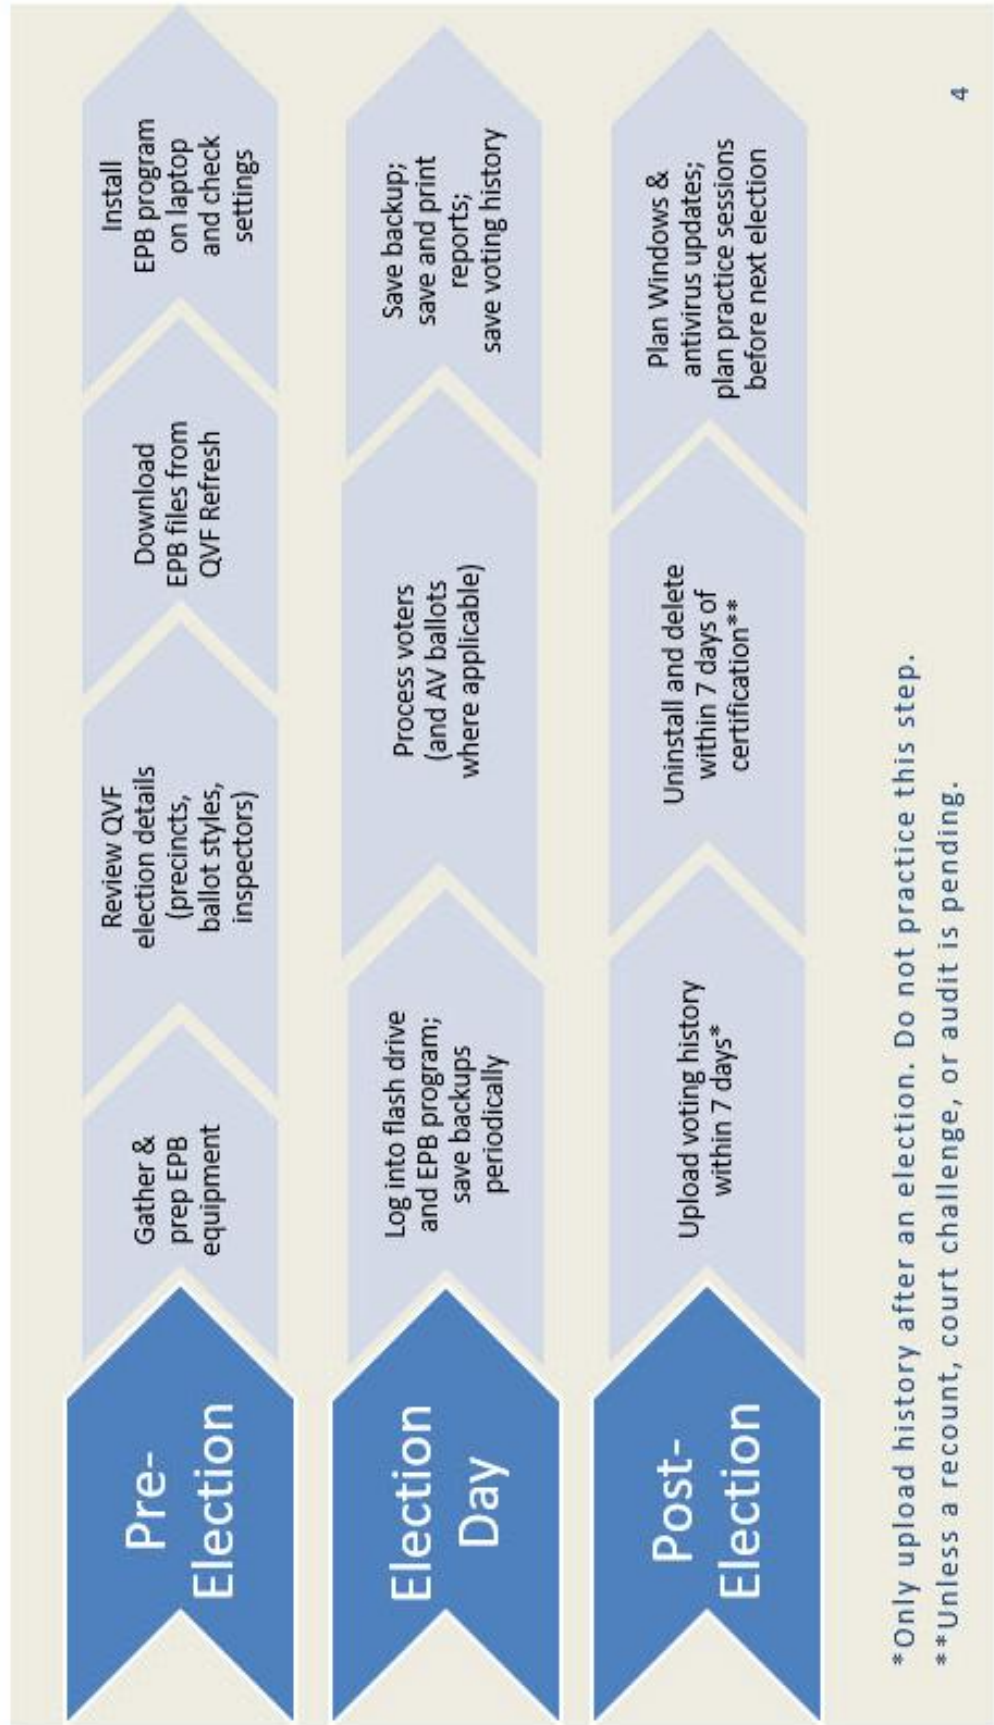 Pre-
Election
Gather &
prep EPB
equipment
Review QVF
election details
(precincts,
ballot styles,
inspectors)
Download
EPB files from
QVF Refresh
Install
EPB program
on laptop
and check
settings
Election
Day
Log into flash drive
and EPB program;
save backups
periodically
Process voters
(and AV ballots
where applicable)
Save backup;
save and print
reports;
save voting history
Post-
Election
Upload voting history
within 7 days*
Uninstall and delete
within 7 days of
certification**
Plan Windows &
antivirus updates;
plan practice sessions
before next election
*Only upload history after an election. Do not practice this step.
**Unless a recount, court challenge, or audit is pending.
4